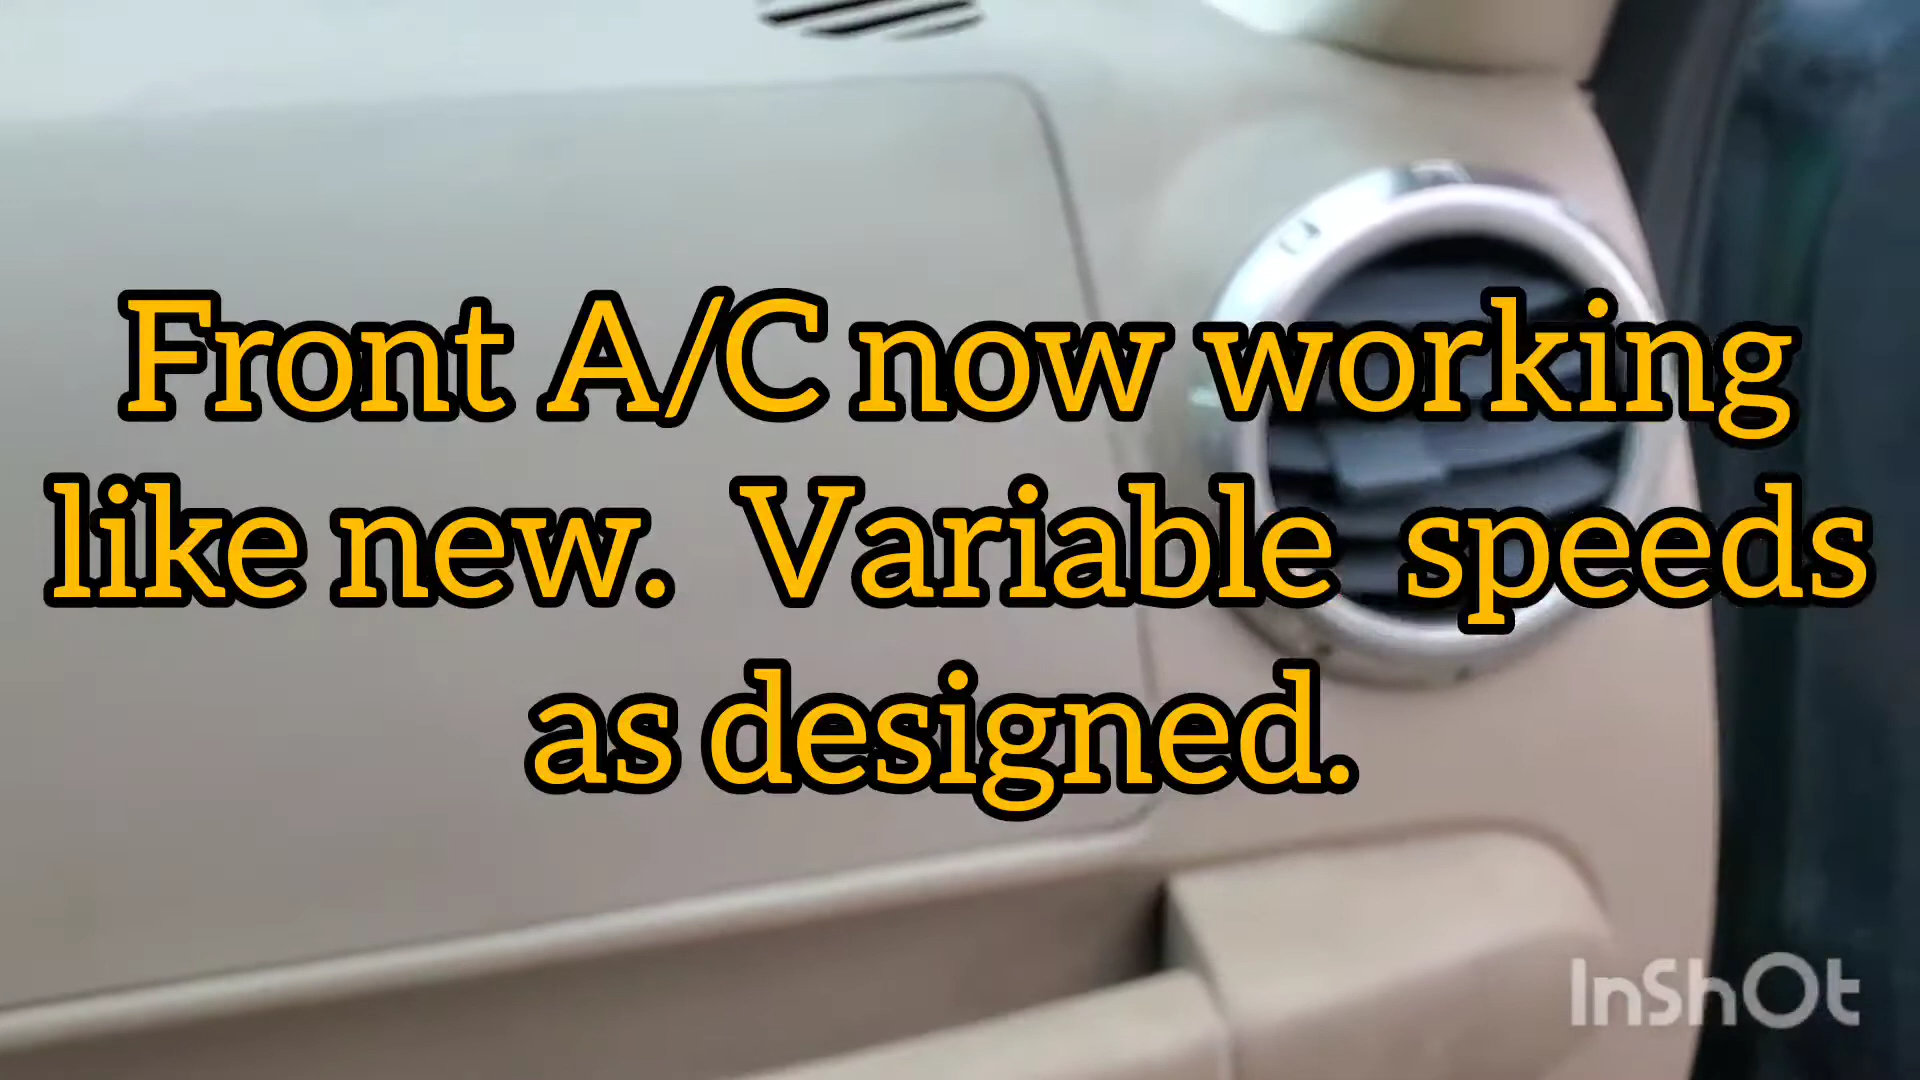 Front A/C now working
like new.  Variable  speeds
as designed.
InShOt